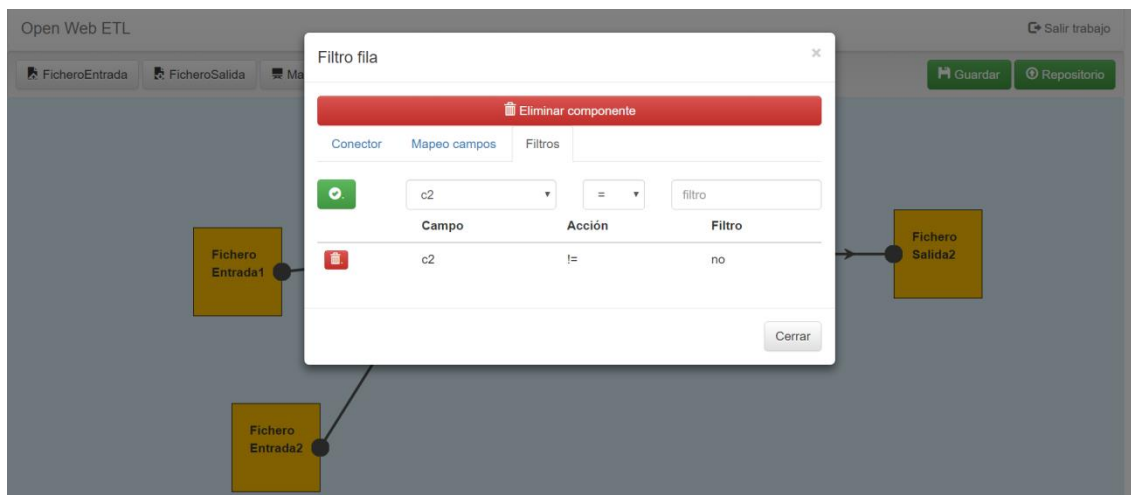 Open Web ETL
Salir trabajo
FicheroEntrada
FicheroSalida
Ma
Guardar
Repositorio
Filtro fila
×
Eliminar componente
Conector Mapeo campos Filtros
c2 = filtro
Campo Acción Filtro
c2 != no
Cerrar
Fichero
Entrada1
Fichero
Salida2
Fichero
Entrada2